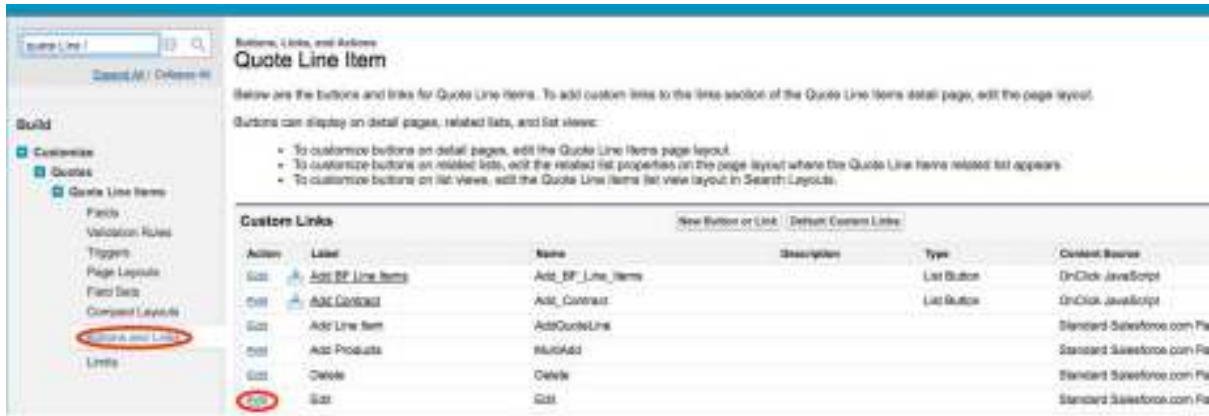 quote Line I
Expand All | Collapse All
Build
Customize
Quotes
Quote Line Items
Fields
Validation Rules
Triggers
Page Layouts
Field Sets
Compact Layouts
Buttons and Links
Limits
Buttons, Links, and Actions
Quote Line Item
Below are the buttons and links for Quote Line Items. To add custom links to the links section of the Quote Line Items detail page, edit the page layout.
Buttons can display on detail pages, related lists, and list views:
• To customize buttons on detail pages, edit the Quote Line Items page layout.
• To customize buttons on related lists, edit the related list properties on the page layout where the Quote Line Items related list appears.
• To customize buttons on list views, edit the Quote Line Items list view layout in Search Layouts.
Custom Links New Button or Link Default Custom Links
Action Label Name Description Type Content Source
Edit Add BF Line Items Add_BF_Line_Items List Button OnClick JavaScript
Edit Add Contract Add_Contract List Button OnClick JavaScript
Edit Add Line Item AddQuoteLine Standard Salesforce.com Pa
Edit Add Products MultiAdd Standard Salesforce.com Pa
Edit Delete Delete Standard Salesforce.com Pa
Edit Edit Edit Standard Salesforce.com Pa